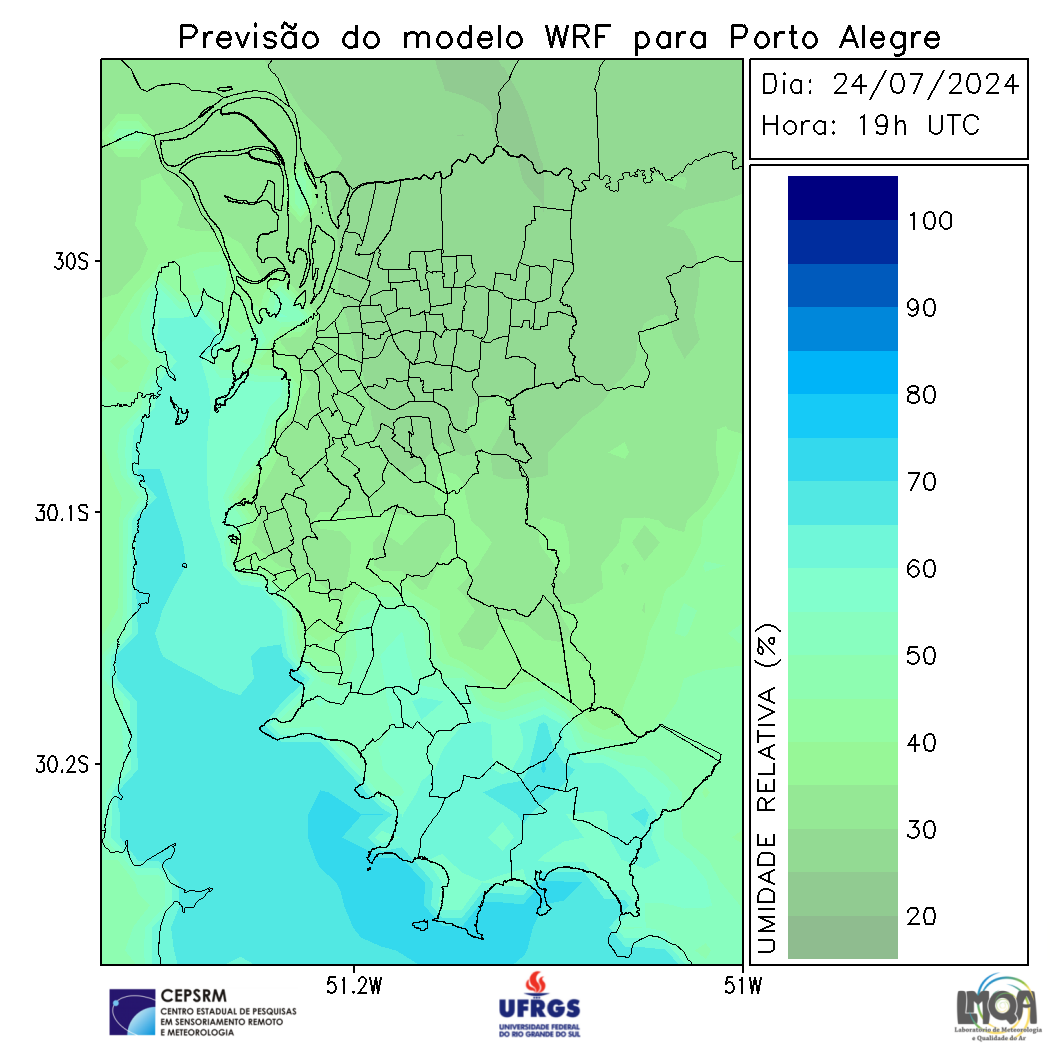 Previsão do modelo WRF para Porto Alegre
Dia: 24/07/2024
Hora: 19h UTC
100
90
80
70
60
50
40
30
20
UMIDADE RELATIVA (%)
30S
30.1S
30.2S
51.2W
51W
CEPSRM
CENTRO ESTADUAL DE PESQUISAS
EM SENSORIAMENTO REMOTO
E METEOROLOGIA
UFRGS
UNIVERSIDADE FEDERAL
DO RIO GRANDE DO SUL
LMQA
Laboratório de Meteorologia
e Qualidade do Ar